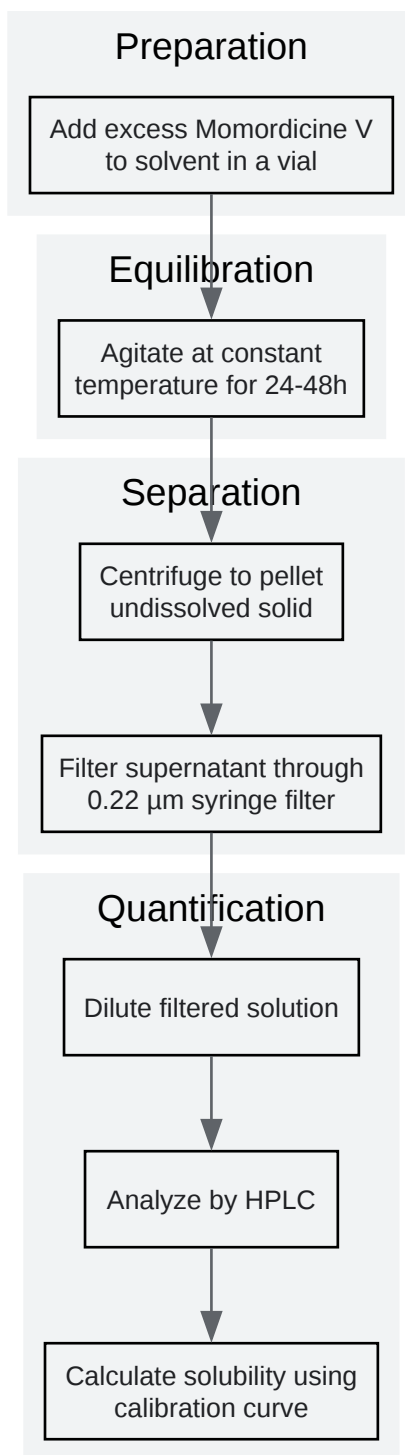 Preparation
Add excess Momordicine V
to solvent in a vial
Equilibration
Agitate at constant
temperature for 24-48h
Separation
Centrifuge to pellet
undissolved solid
Filter supernatant through
0.22 µm syringe filter
Quantification
Dilute filtered solution
Analyze by HPLC
Calculate solubility using
calibration curve